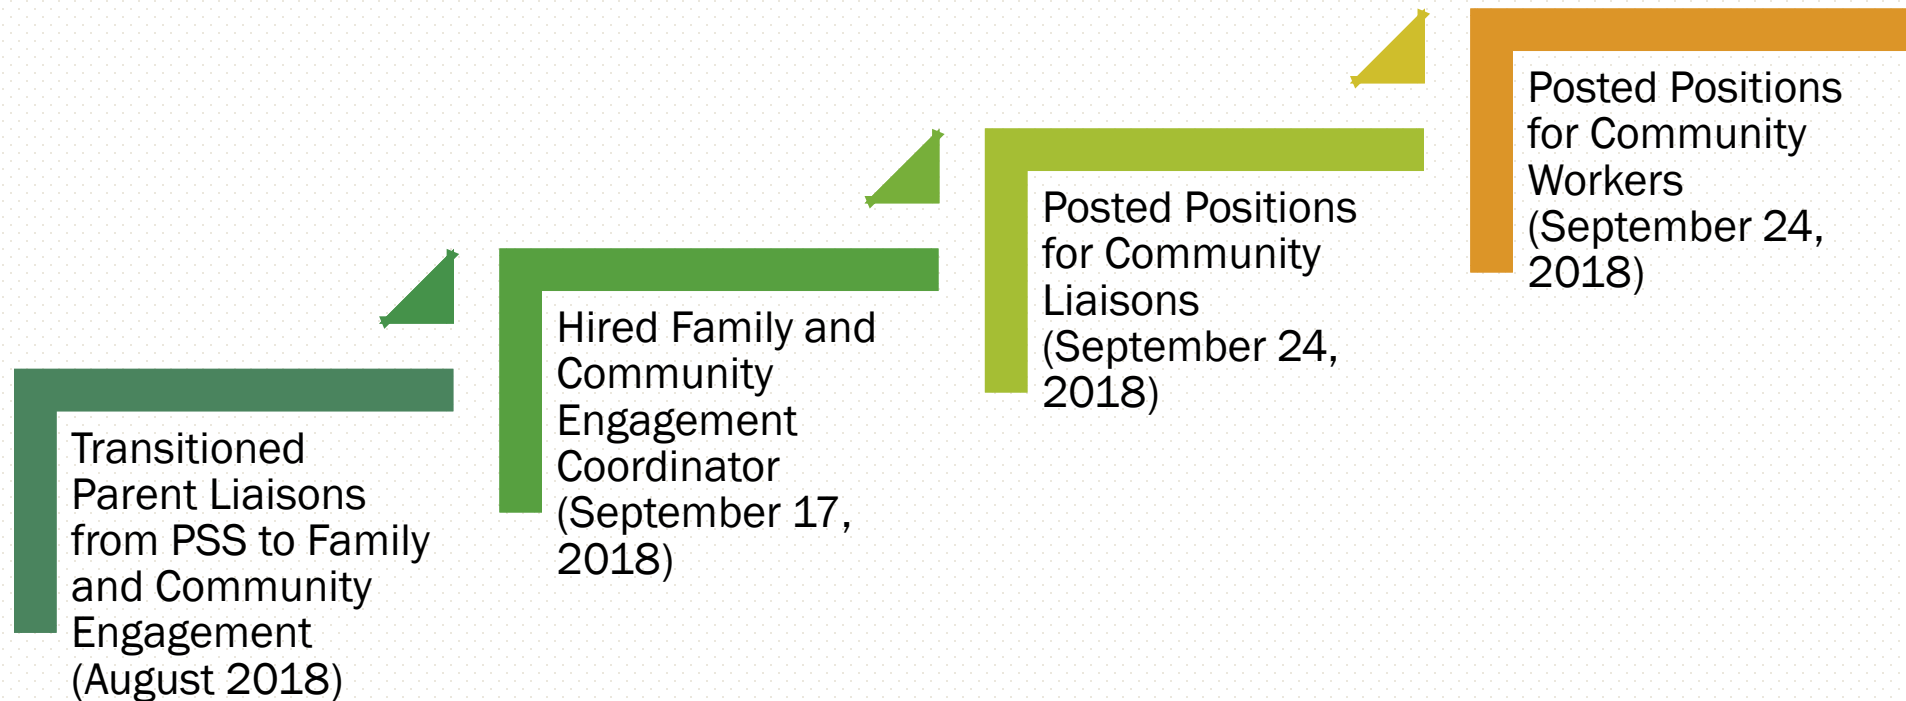 Transitioned
Parent Liaisons
from PSS to Family
and Community
Engagement
(August 2018)
Hired Family and
Community
Engagement
Coordinator
(September 17,
2018)
Posted Positions
for Community
Liaisons
(September 24,
2018)
Posted Positions
for Community
Workers
(September 24,
2018)